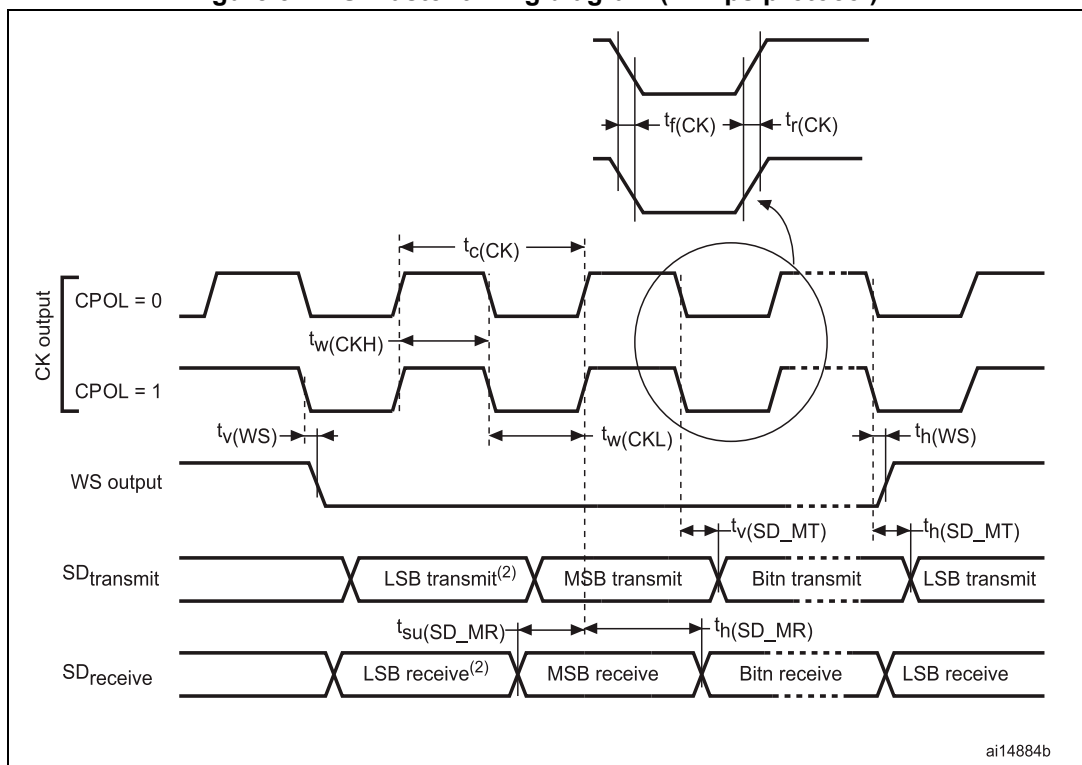 tf(CK)
tr(CK)
tc(CK)
CK output
CPOL = 0
tw(CKH)
CPOL = 1
tv(WS)
tw(CKL)
th(WS)
WS output
tv(SD_MT)
th(SD_MT)
SDtransmit
LSB transmit(2)
MSB transmit
Bitn transmit
LSB transmit
tsu(SD_MR)
th(SD_MR)
SDreceive
LSB receive(2)
MSB receive
Bitn receive
LSB receive
ai14884b